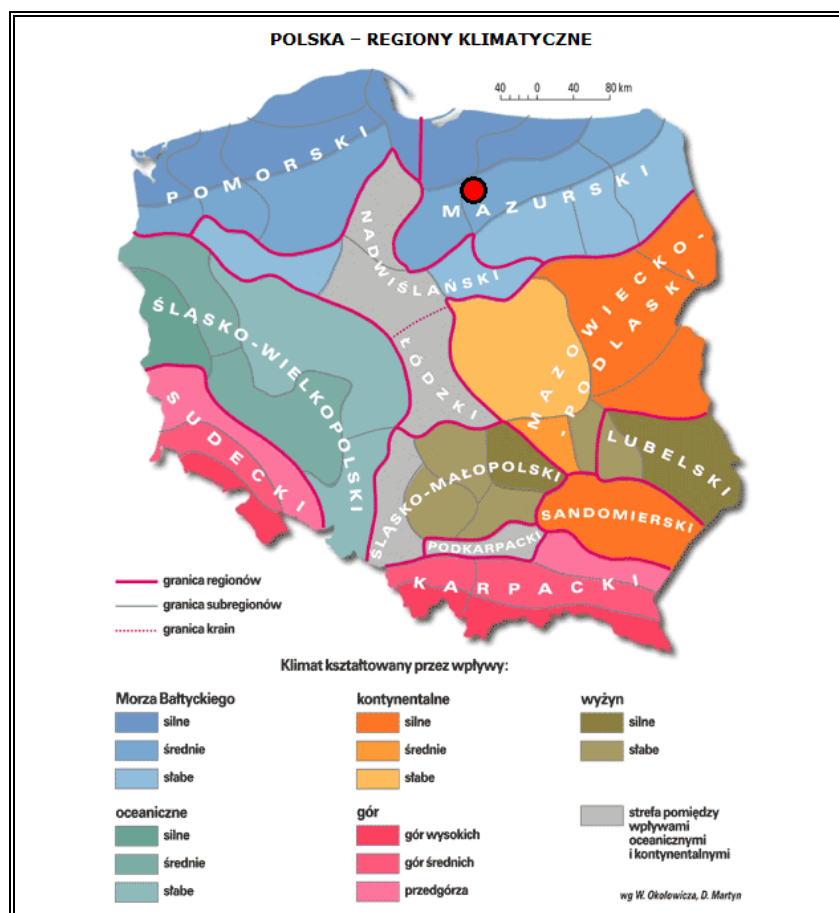 POLSKA – REGIONY KLIMATYCZNE
40 0 40 80 km
POMORSKI
MAZURSKI
NADWIŚLAŃSKI
MAZOWIECKO-
-PODLASKI
ŚLĄSKO-WIELKOPOLSKI
ŁÓDZKI
SUDECKI
LUBELSKI
ŚLĄSKO-MAŁOPOLSKI
SANDOMIERSKI
PODKARPACKI
KARPACKI
granica regionów
granica subregionów
granica krain
Klimat kształtowany przez wpływy:
Morza Bałtyckiego
silne
średnie
słabe
kontynentalne
silne
średnie
słabe
wyżyn
silne
słabe
oceaniczne
silne
średnie
słabe
gór
gór wysokich
gór średnich
przedgórza
strefa pomiędzy
wpływami
oceanicznymi
i kontynentalnymi
wg W. Okołowicza, D. Martyn